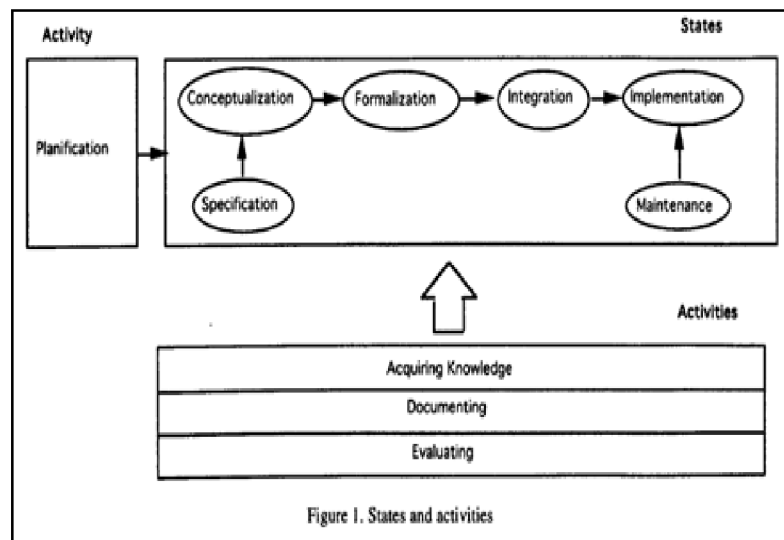 Activity
States
Conceptualization
Formalization
Integration
Implementation
Planification
Specification
Maintenance
Activities
Acquiring Knowledge
Documenting
Evaluating
Figure 1. States and activities